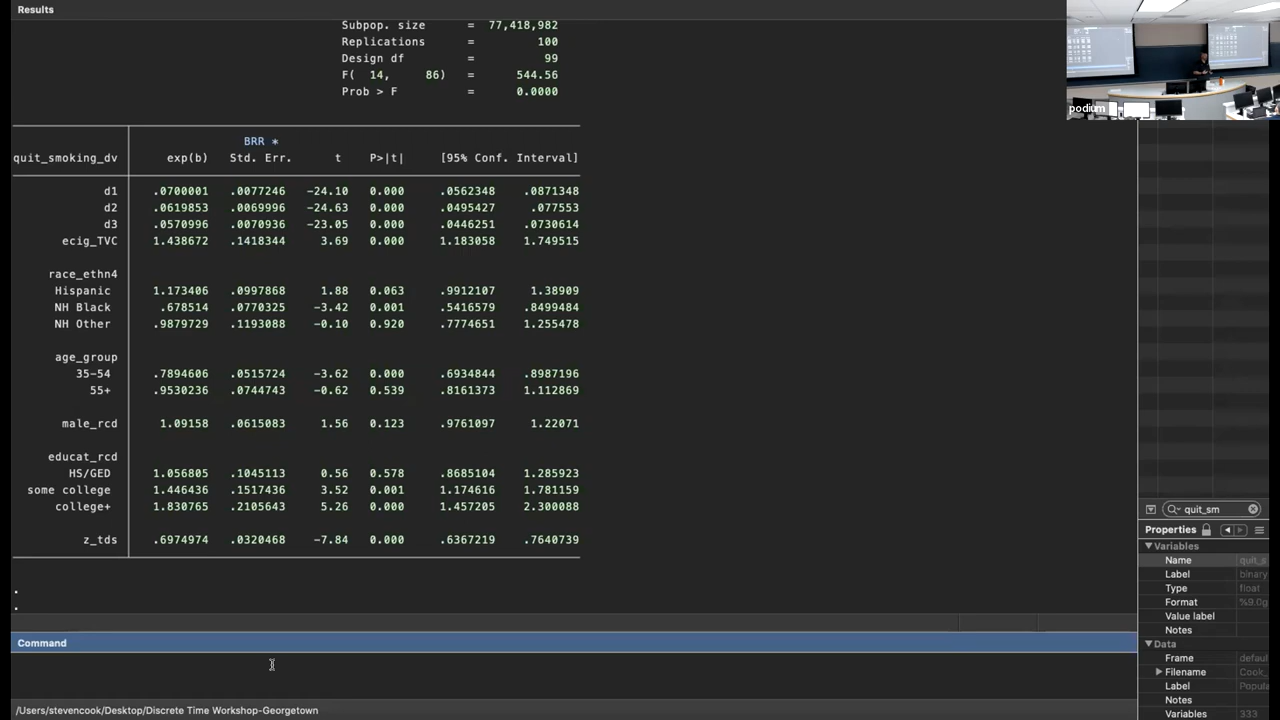 Results
Subpop. size = 77,418,982
Replications = 100
Design df = 99
F( 14, 86) = 544.56
Prob > F = 0.0000
BRR *
quit_smoking_dv exp(b) Std. Err. t P>|t| [95% Conf. Interval]
d1 .0700001 .0077246 -24.10 0.000 .0562348 .0871348
d2 .0619853 .0069996 -24.63 0.000 .0495427 .077553
d3 .0570996 .0070936 -23.05 0.000 .0446251 .0730614
ecig_TVC 1.438672 .1418344 3.69 0.000 1.183058 1.749515
race_ethn4
Hispanic 1.173406 .0997868 1.88 0.063 .9912107 1.38909
NH Black .678514 .0770325 -3.42 0.001 .5416579 .8499484
NH Other .9879729 .1193088 -0.10 0.920 .7774651 1.255478
age_group
35-54 .7894606 .0515724 -3.62 0.000 .6934844 .8987196
55+ .9530236 .0744743 -0.62 0.539 .8161373 1.112869
male_rcd 1.09158 .0615083 1.56 0.123 .9761097 1.22071
educat_rcd
HS/GED 1.056805 .1045113 0.56 0.578 .8685104 1.285923
some college 1.446436 .1517436 3.52 0.001 1.174616 1.781159
college+ 1.830765 .2105643 5.26 0.000 1.457205 2.300088
z_tds .6974974 .0320468 -7.84 0.000 .6367219 .7640739
.
.
Command
/Users/stevencook/Desktop/Discrete Time Workshop-Georgetown
podium
quit_sm
Properties
Variables
Name quit_s
Label binary
Type float
Format %9.0g
Value label
Notes
Data
Frame defaul
Filename Cook_
Label Popula
Notes
Variables 333